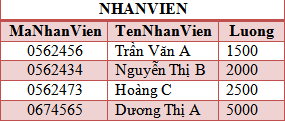 NHANVIEN
MaNhanVien TenNhanVien Luong
0562456 Trần Văn A 1500
0562434 Nguyễn Thị B 2000
0562473 Hoàng C 2500
0674565 Dương Thị A 5000